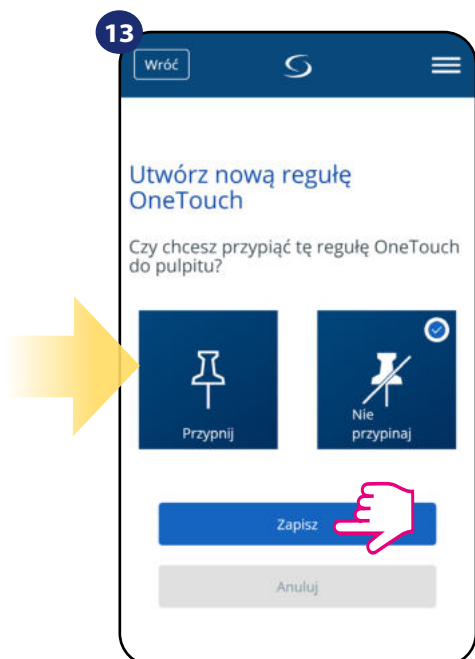 13
Wróć
Utwórz nową regułę
OneTouch
Czy chcesz przypiąć tę regułę OneTouch
do pulpitu?
Przypnij
Nie
przypinaj
Zapisz
Anuluj